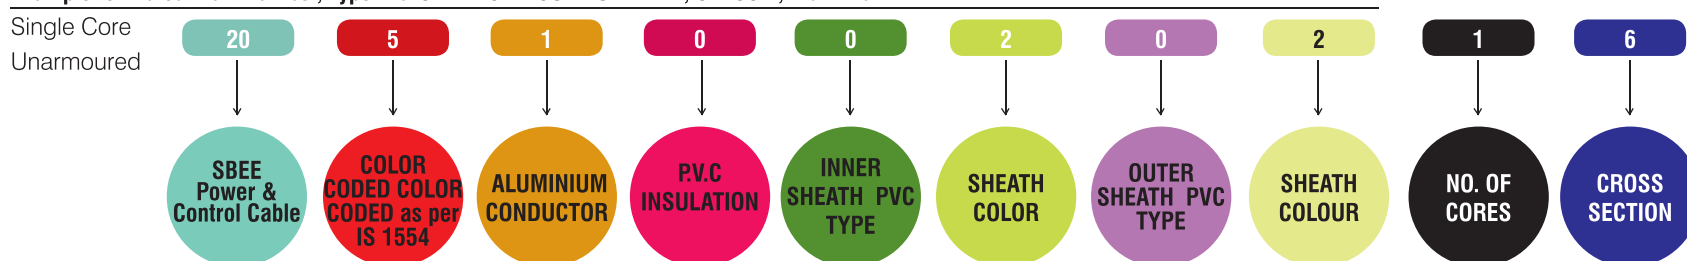 Single Core
Unarmoured
20 5 1 0 0 2 0 2 1 6
SBEE
Power &
Control Cable
COLOR
CODED COLOR
CODED as per
IS 1554
ALUMINIUM
CONDUCTOR
P.V.C
INSULATION
INNER
SHEATH PVC
TYPE
SHEATH
COLOR
OUTER
SHEATH PVC
TYPE
SHEATH
COLOUR
NO. OF
CORES
CROSS
SECTION